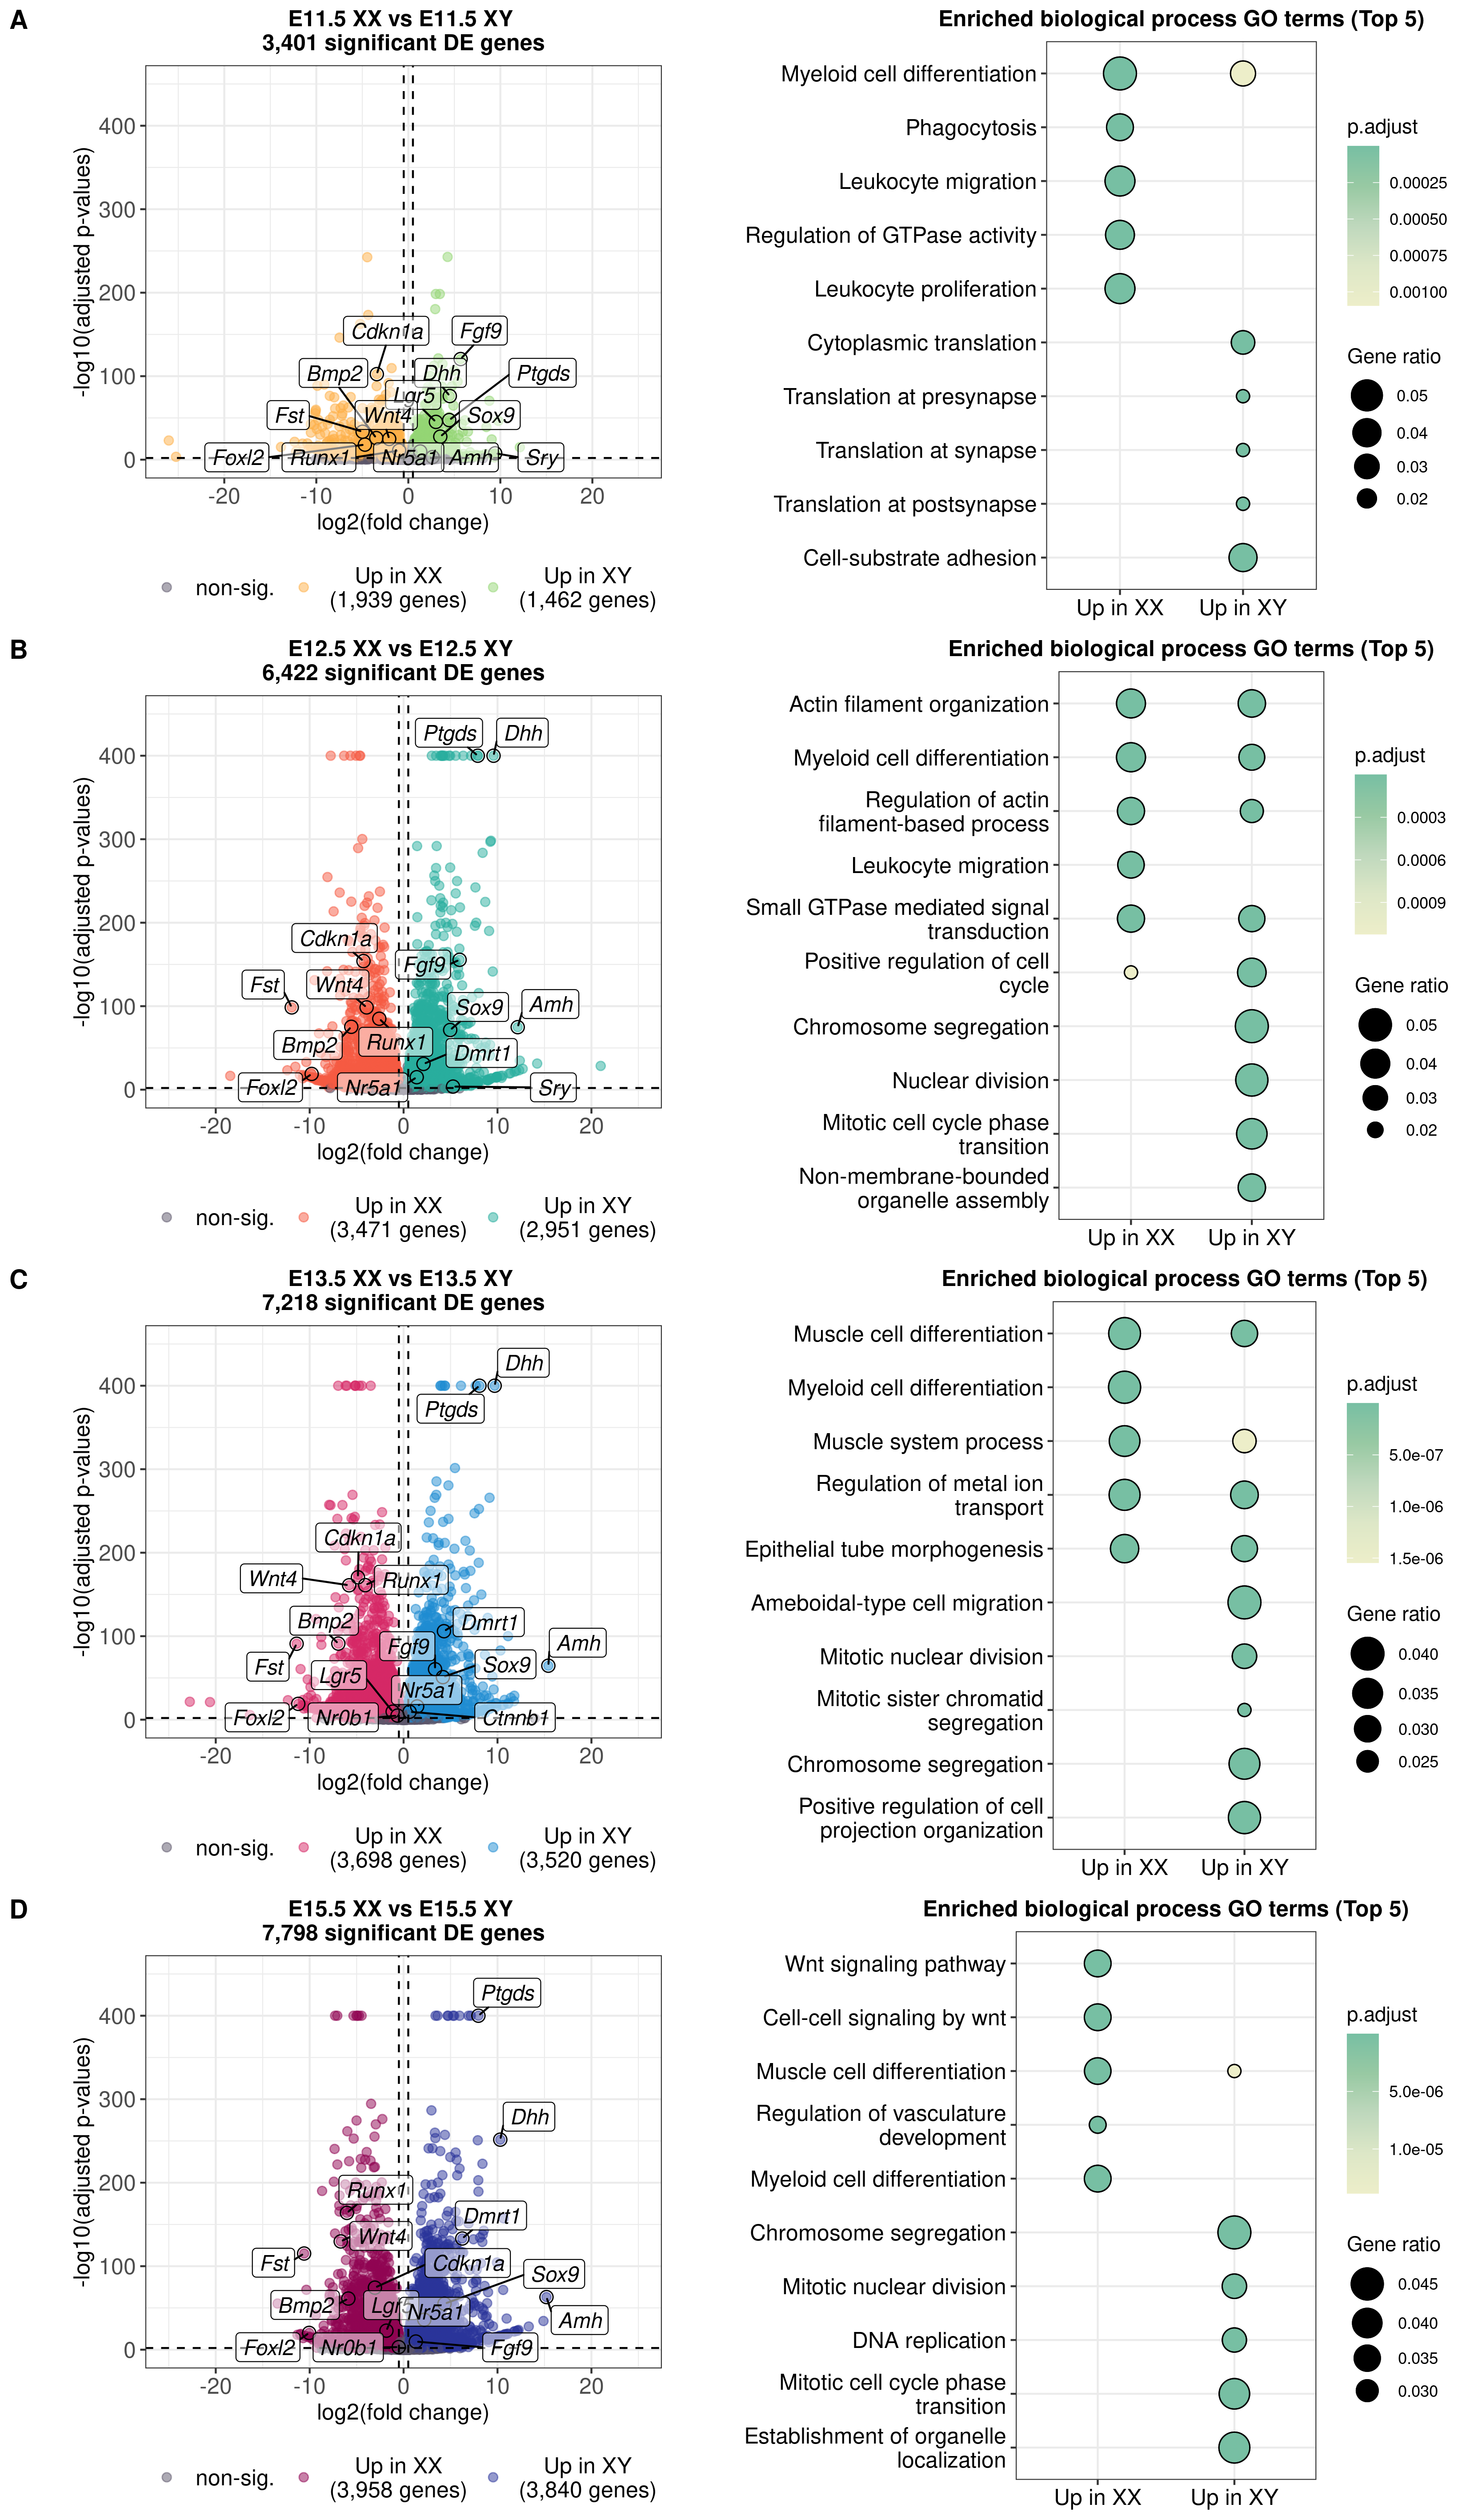 A
E11.5 XX vs E11.5 XY
3,401 significant DE genes
-log10(adjusted p-values)
400
300
200
100
0
Cdkn1a
Fgf9
Bmp2
Dhh
Ptgds
Lgr5
Fst
Wnt4
Sox9
Foxl2
Runx1
Nr5a1
Amh
Sry
-20
-10
0
10
20
log2(fold change)
non-sig.
Up in XX
(1,939 genes)
Up in XY
(1,462 genes)
Enriched biological process GO terms (Top 5)
Myeloid cell differentiation
Phagocytosis
Leukocyte migration
Regulation of GTPase activity
Leukocyte proliferation
Cytoplasmic translation
Translation at presynapse
Translation at synapse
Translation at postsynapse
Cell-substrate adhesion
Up in XX
Up in XY
p.adjust
0.00025
0.00050
0.00075
0.00100
Gene ratio
0.05
0.04
0.03
0.02
B
E12.5 XX vs E12.5 XY
6,422 significant DE genes
-log10(adjusted p-values)
400
300
200
100
0
Ptgds
Dhh
Cdkn1a
Fgf9
Fst
Wnt4
Sox9
Amh
Bmp2
Runx1
Dmrt1
Foxl2
Nr5a1
Sry
-20
-10
0
10
20
log2(fold change)
non-sig.
Up in XX
(3,471 genes)
Up in XY
(2,951 genes)
Enriched biological process GO terms (Top 5)
Actin filament organization
Myeloid cell differentiation
Regulation of actin
filament-based process
Leukocyte migration
Small GTPase mediated signal
transduction
Positive regulation of cell
cycle
Chromosome segregation
Nuclear division
Mitotic cell cycle phase
transition
Non-membrane-bounded
organelle assembly
Up in XX
Up in XY
p.adjust
0.0003
0.0006
0.0009
Gene ratio
0.05
0.04
0.03
0.02
C
E13.5 XX vs E13.5 XY
7,218 significant DE genes
-log10(adjusted p-values)
400
300
200
100
0
Dhh
Ptgds
Cdkn1a
Wnt4
Runx1
Bmp2
Dmrt1
Fgf9
Amh
Fst
Lgr5
Sox9
Nr5a1
Foxl2
Nr0b1
Ctnnb1
-20
-10
0
10
20
log2(fold change)
non-sig.
Up in XX
(3,698 genes)
Up in XY
(3,520 genes)
Enriched biological process GO terms (Top 5)
Muscle cell differentiation
Myeloid cell differentiation
Muscle system process
Regulation of metal ion
transport
Epithelial tube morphogenesis
Ameboidal-type cell migration
Mitotic nuclear division
Mitotic sister chromatid
segregation
Chromosome segregation
Positive regulation of cell
projection organization
Up in XX
Up in XY
p.adjust
5.0e-07
1.0e-06
1.5e-06
Gene ratio
0.040
0.035
0.030
0.025
D
E15.5 XX vs E15.5 XY
7,798 significant DE genes
-log10(adjusted p-values)
400
300
200
100
0
Ptgds
Dhh
Runx1
Dmrt1
Wnt4
Fst
Cdkn1a
Sox9
Bmp2
Lgr5
Nr5a1
Amh
Foxl2
Nr0b1
Fgf9
-20
-10
0
10
20
log2(fold change)
non-sig.
Up in XX
(3,958 genes)
Up in XY
(3,840 genes)
Enriched biological process GO terms (Top 5)
Wnt signaling pathway
Cell-cell signaling by wnt
Muscle cell differentiation
Regulation of vasculature
development
Myeloid cell differentiation
Chromosome segregation
Mitotic nuclear division
DNA replication
Mitotic cell cycle phase
transition
Establishment of organelle
localization
Up in XX
Up in XY
p.adjust
5.0e-06
1.0e-05
Gene ratio
0.045
0.040
0.035
0.030